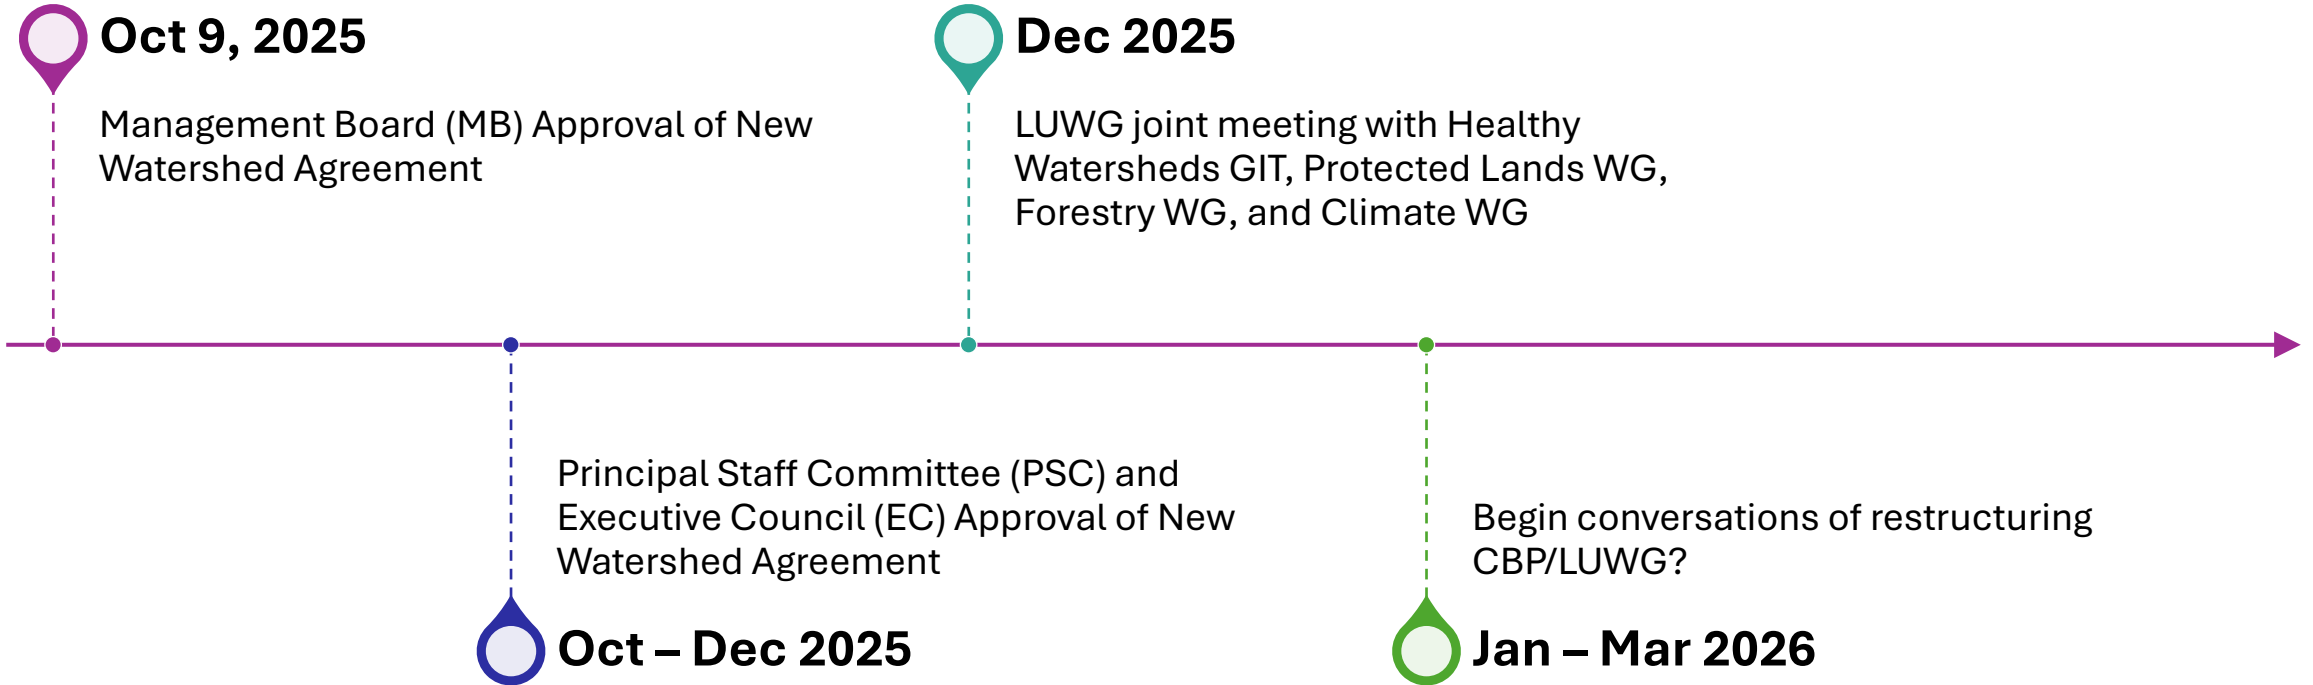 Oct 9, 2025
Management Board (MB) Approval of New
Watershed Agreement
Principal Staff Committee (PSC) and
Executive Council (EC) Approval of New
Watershed Agreement
Oct – Dec 2025
Dec 2025
LUWG joint meeting with Healthy
Watersheds GIT, Protected Lands WG,
Forestry WG, and Climate WG
Begin conversations of restructuring
CBP/LUWG?
Jan – Mar 2026